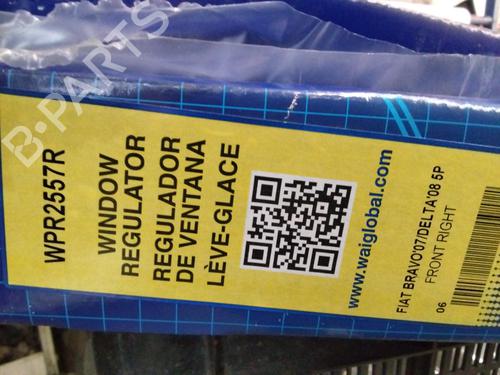 WPR2557R
WINDOW
REGULATOR
REGULADOR
DE VENTANA
LÈVE-GLACE
www.waiglobal.com
FIAT BRAVO'07/DELTA'08 5P
FRONT RIGHT
06
B-PARTS